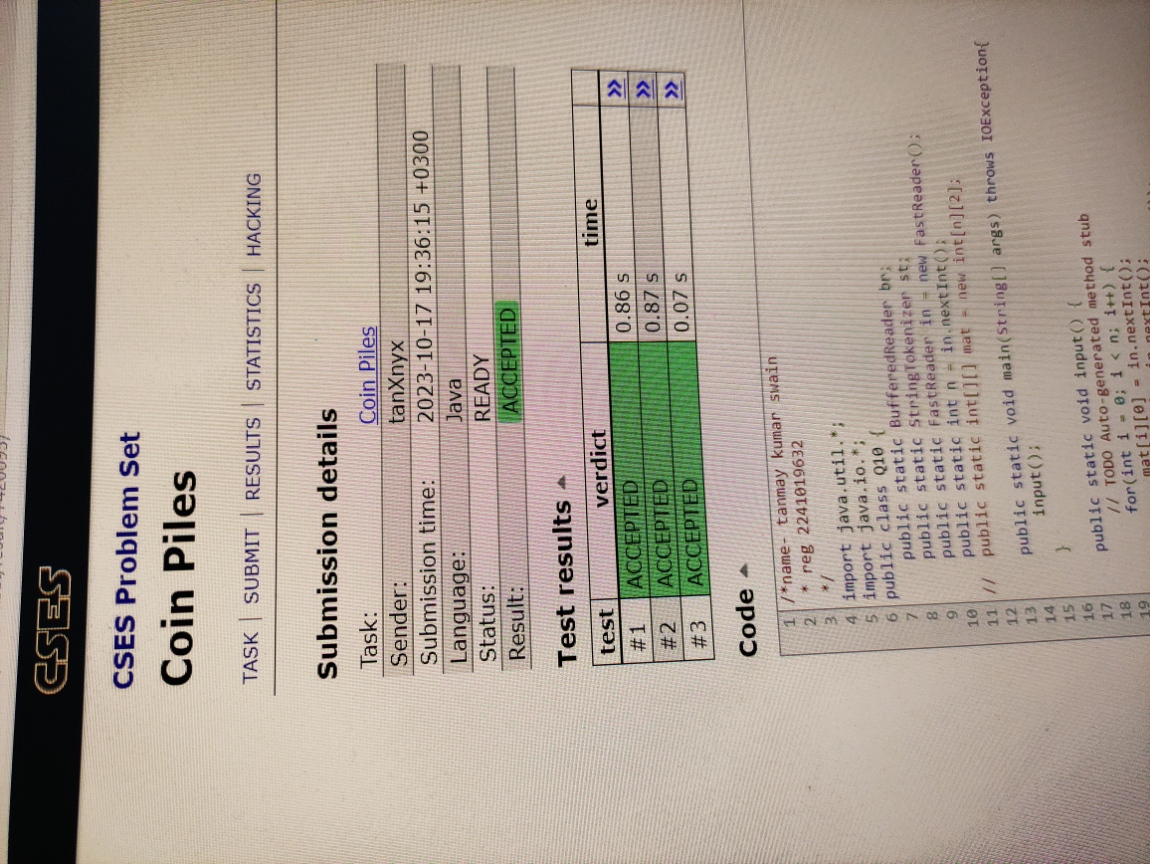 CSES
CSES Problem Set
Coin Piles
TASK | SUBMIT | RESULTS | STATISTICS | HACKING
Submission details
Task: Coin Piles
Sender: tanXnyx
Submission time: 2023-10-17 19:36:15 +0300
Language: Java
Status: READY
Result: ACCEPTED
Test results
test verdict time
#1 ACCEPTED 0.86 s »
#2 ACCEPTED 0.87 s »
#3 ACCEPTED 0.07 s »
Code
1 /*name- tanmay kumar swain
2 * reg 2241019632
3 */
4 import java.util.*;
5 import java.io.*;
6 public class Q10 {
7 public static BufferedReader br;
8 public static StringTokenizer st;
9 public static FastReader in = new FastReader();
10 public static int n = in.nextInt();
11 // public static int[][] mat = new int[n][2];
12
13 public static void main(String[] args) throws IOException{
14 input();
15 }
16
17 public static void input() {
18 // TODO Auto-generated method stub
19 for(int i = 0; i < n; i++) {
mat[i][0] = in.nextInt();
in.nextInt();